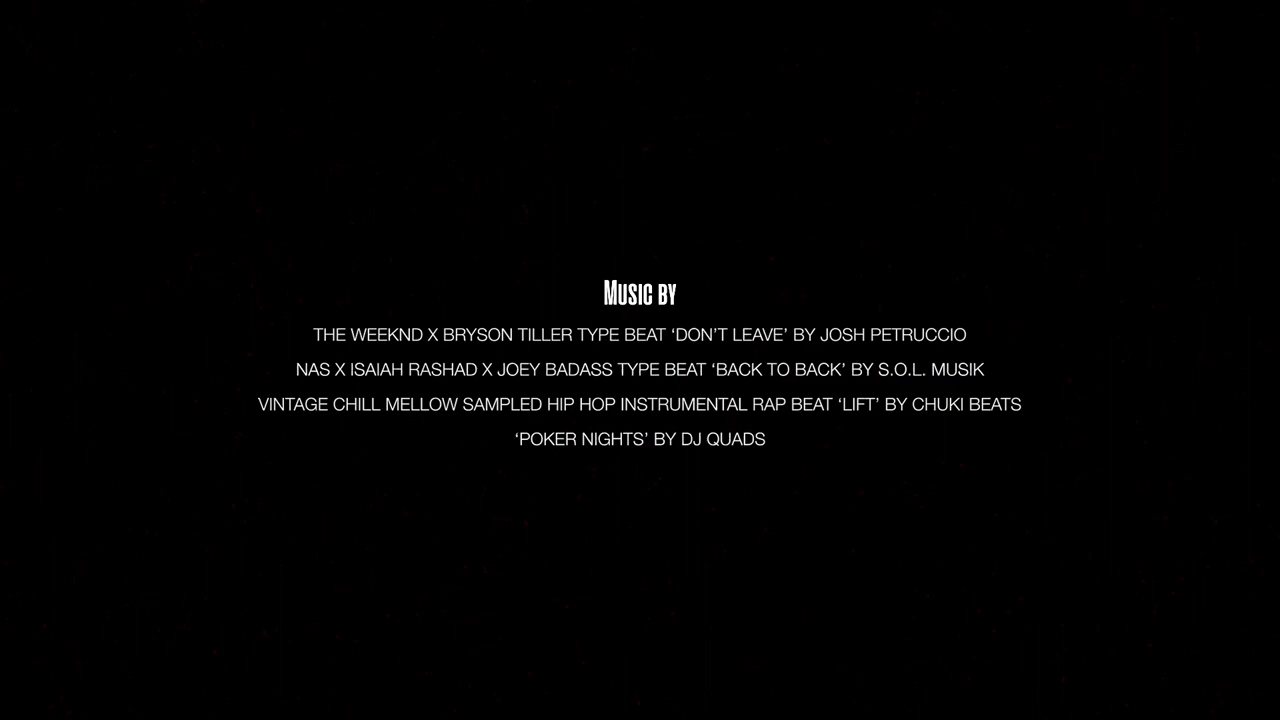 Music by
THE WEEKND X BRYSON TILLER TYPE BEAT ‘DON’T LEAVE’ BY JOSH PETRUCCIO
NAS X ISAIAH RASHAD X JOEY BADASS TYPE BEAT ‘BACK TO BACK’ BY S.O.L. MUSIK
VINTAGE CHILL MELLOW SAMPLED HIP HOP INSTRUMENTAL RAP BEAT ‘LIFT’ BY CHUKI BEATS
‘POKER NIGHTS’ BY DJ QUADS